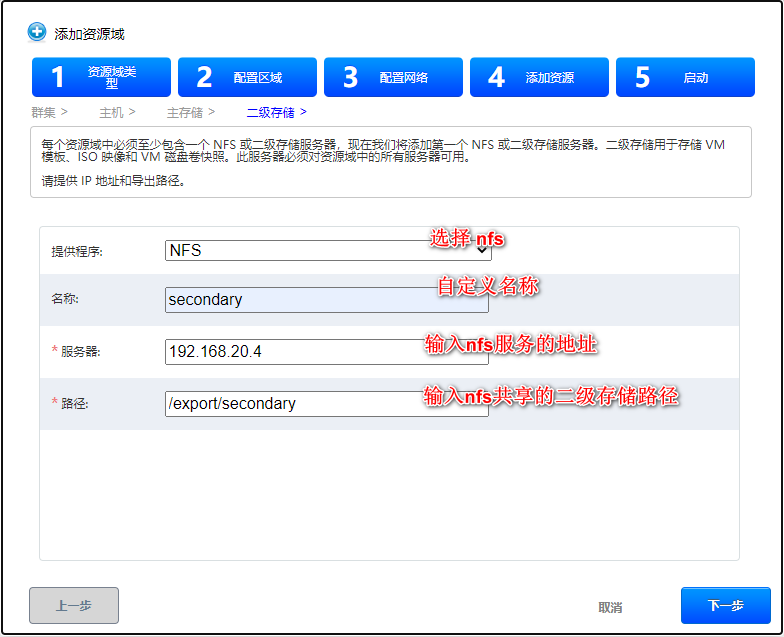 添加资源域
1 资源域类型
2 配置区域
3 配置网络
4 添加资源
5 启动
群集 > 主机 > 主存储 > 二级存储 >
每个资源域中必须至少包含一个 NFS 或二级存储服务器，现在我们将添加第一个 NFS 或二级存储服务器。二级存储用于存储 VM
模板、ISO 映像和 VM 磁盘卷快照。此服务器必须对资源域中的所有服务器可用。
请提供 IP 地址和导出路径。
提供程序: NFS 选择 nfs
名称: secondary 自定义名称
* 服务器: 192.168.20.4 输入nfs服务的地址
* 路径: /export/secondary 输入nfs共享的二级存储路径
上一步 取消 下一步